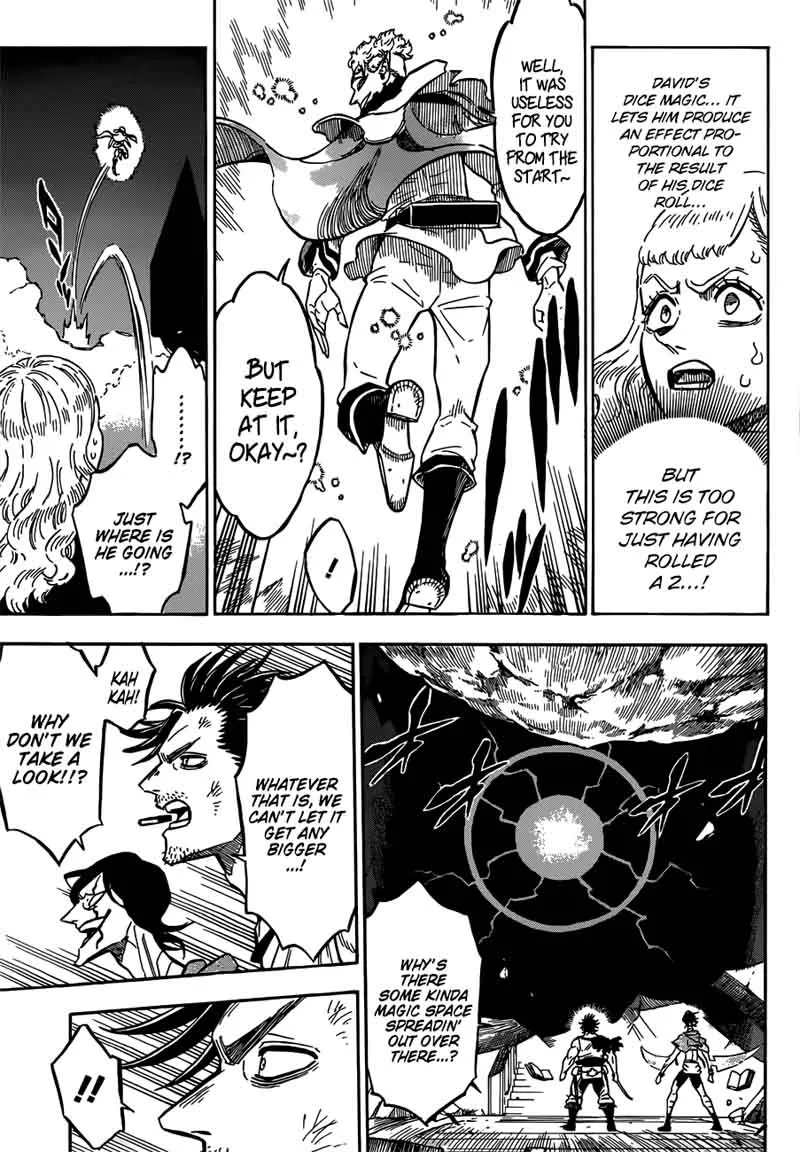 DAVID'S
DICE MAGIC... IT
LETS HIM PRODUCE
AN EFFECT PRO-
PORTIONAL TO
THE RESULT
OF HIS DICE
ROLL...
BUT
THIS IS TOO
STRONG FOR
JUST HAVING
ROLLED
A 2...!
WELL,
IT WAS
USELESS
FOR YOU
TO TRY
FROM THE
START~
BUT
KEEP
AT IT,
OKAY~?
!
......!?
JUST
WHERE IS
HE GOING
...!?
WHY'S
THERE
SOME KINDA
MAGIC SPACE
SPREADIN'
OUT OVER
THERE...?
WHATEVER
THAT IS, WE
CAN'T LET IT
GET ANY
BIGGER
...!
KAH
KAH!
WHY
DON'T WE
TAKE A
LOOK!!?
!!